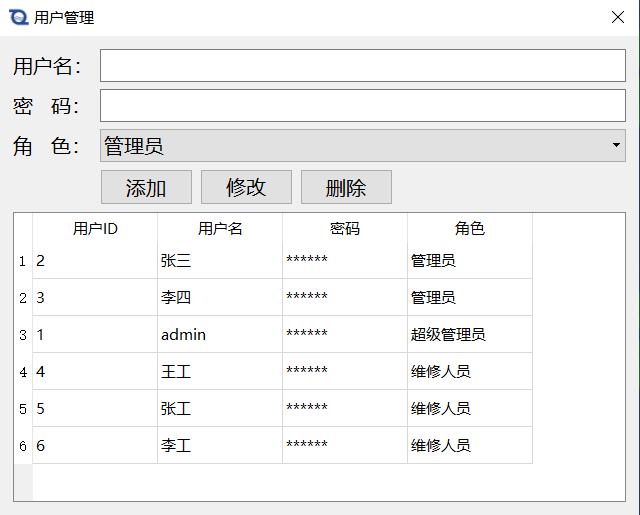 用户管理
用户名：
密 码：
角 色： 管理员
添加 修改 删除
用户ID 用户名 密码 角色
1 2 张三 ****** 管理员
2 3 李四 ****** 管理员
3 1 admin ****** 超级管理员
4 4 王工 ****** 维修人员
5 5 张工 ****** 维修人员
6 6 李工 ****** 维修人员